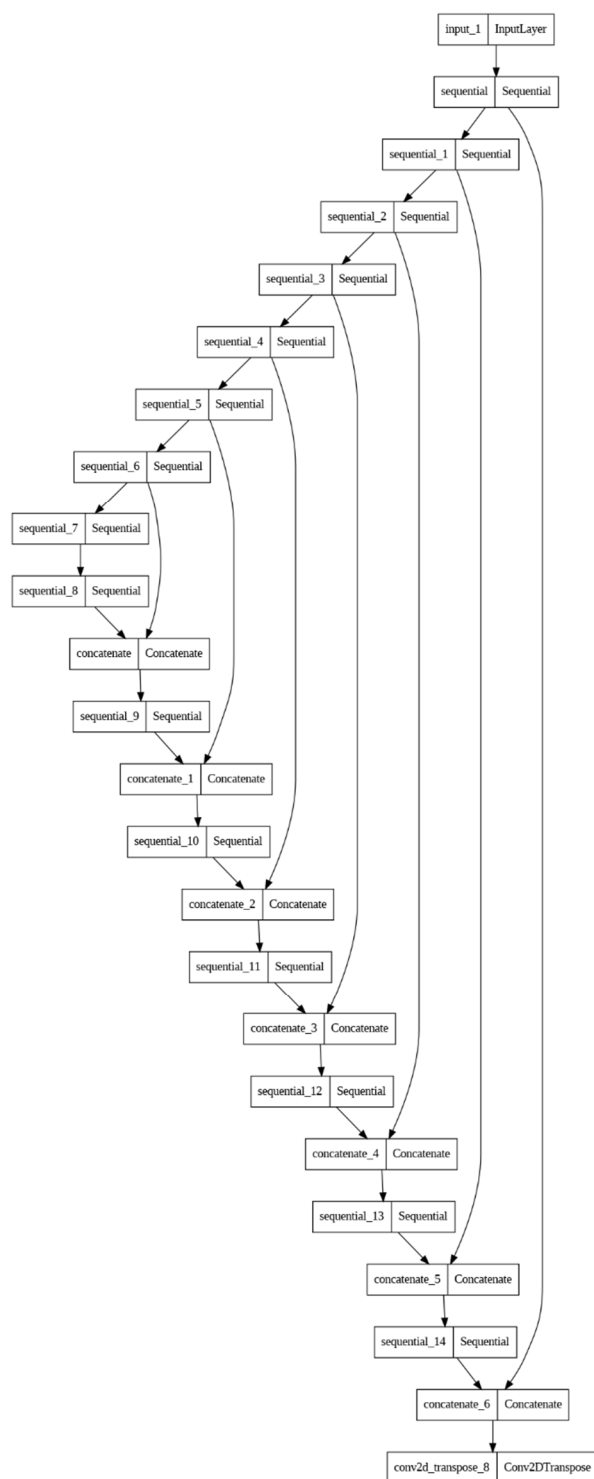 input_1 InputLayer
sequential Sequential
sequential_1 Sequential
sequential_2 Sequential
sequential_3 Sequential
sequential_4 Sequential
sequential_5 Sequential
sequential_6 Sequential
sequential_7 Sequential
sequential_8 Sequential
concatenate Concatenate
sequential_9 Sequential
concatenate_1 Concatenate
sequential_10 Sequential
concatenate_2 Concatenate
sequential_11 Sequential
concatenate_3 Concatenate
sequential_12 Sequential
concatenate_4 Concatenate
sequential_13 Sequential
concatenate_5 Concatenate
sequential_14 Sequential
concatenate_6 Concatenate
conv2d_transpose_8 Conv2DTranspose